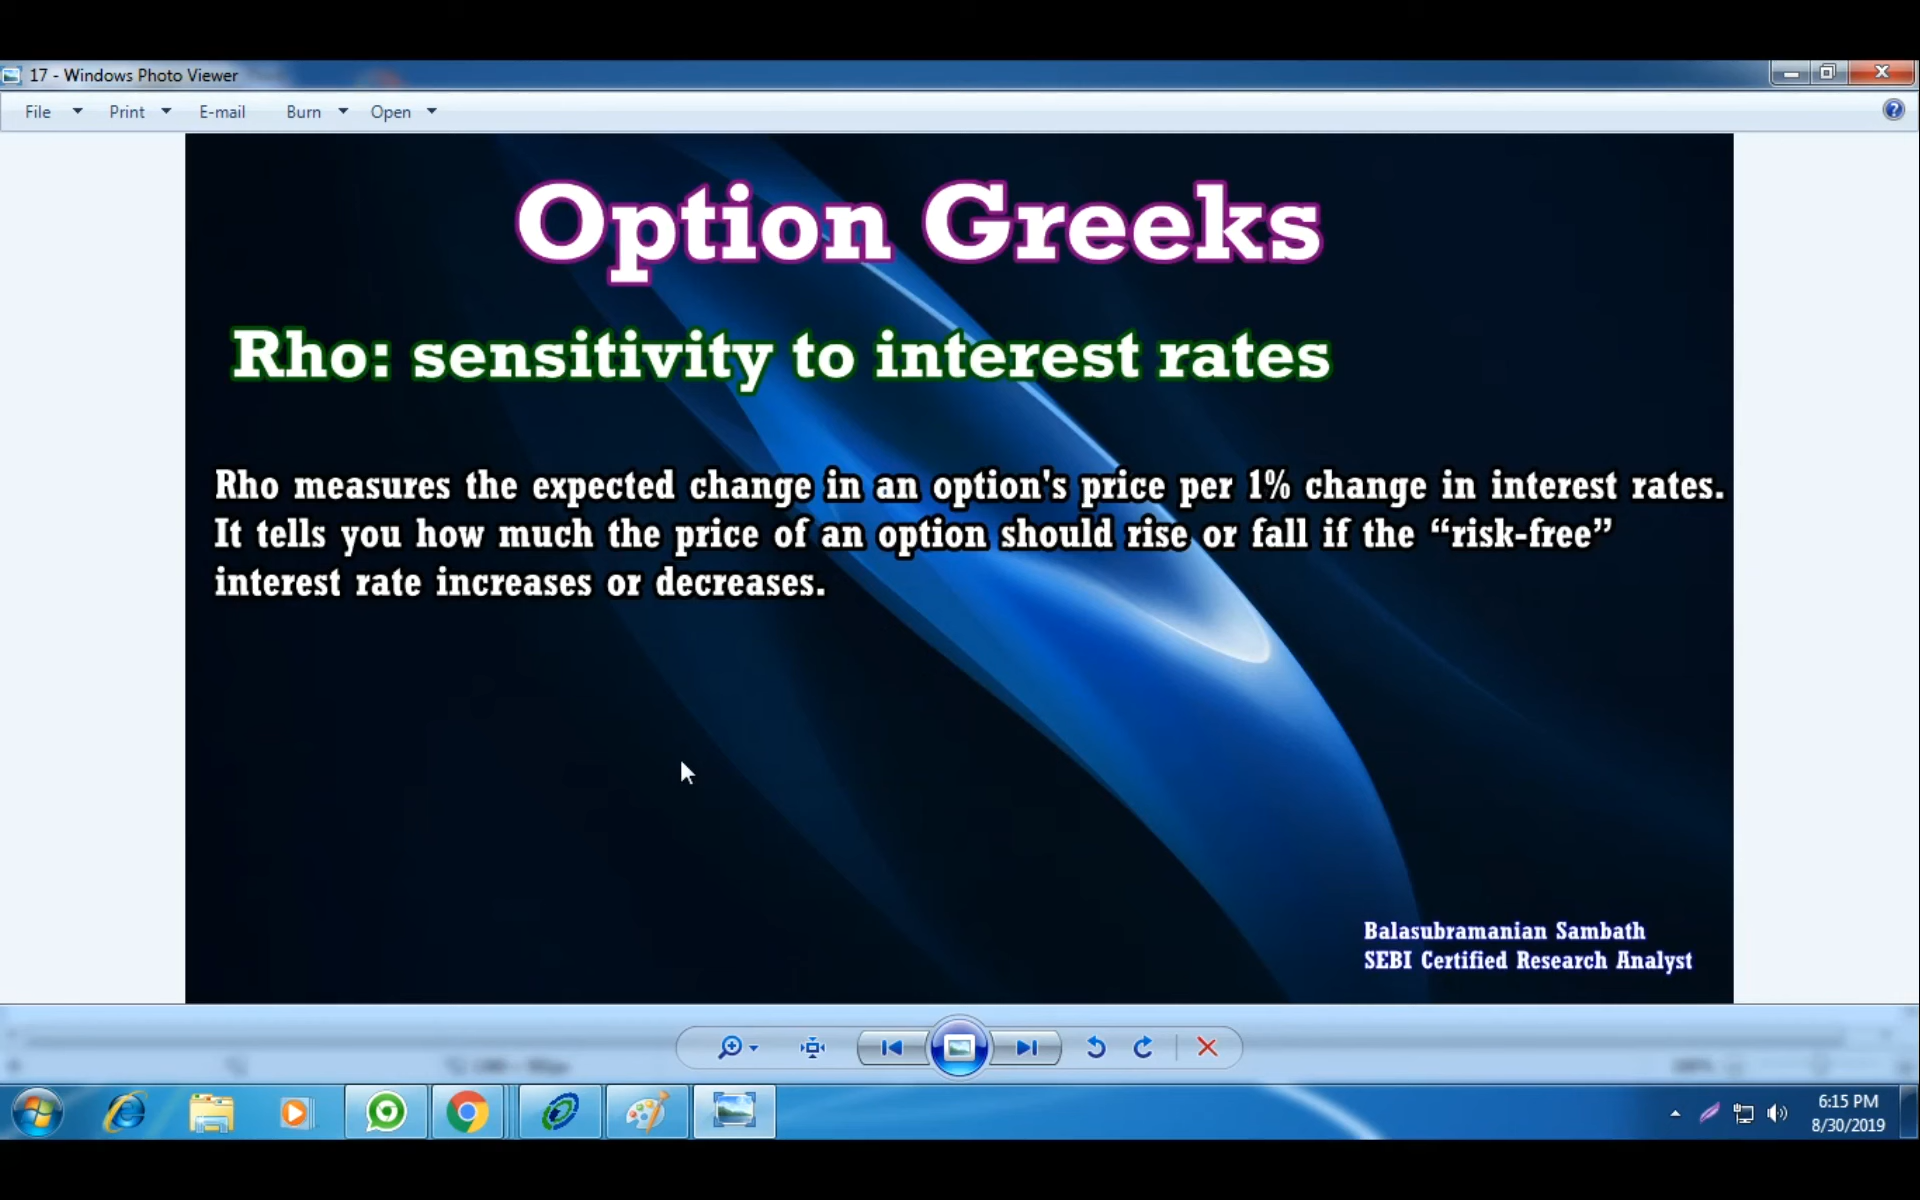 17 - Windows Photo Viewer
File Print E-mail Burn Open
Option Greeks
Rho: sensitivity to interest rates
Rho measures the expected change in an option's price per 1% change in interest rates.
It tells you how much the price of an option should rise or fall if the “risk-free”
interest rate increases or decreases.
Balasubramanian Sambath
SEBI Certified Research Analyst
6:15 PM
8/30/2019